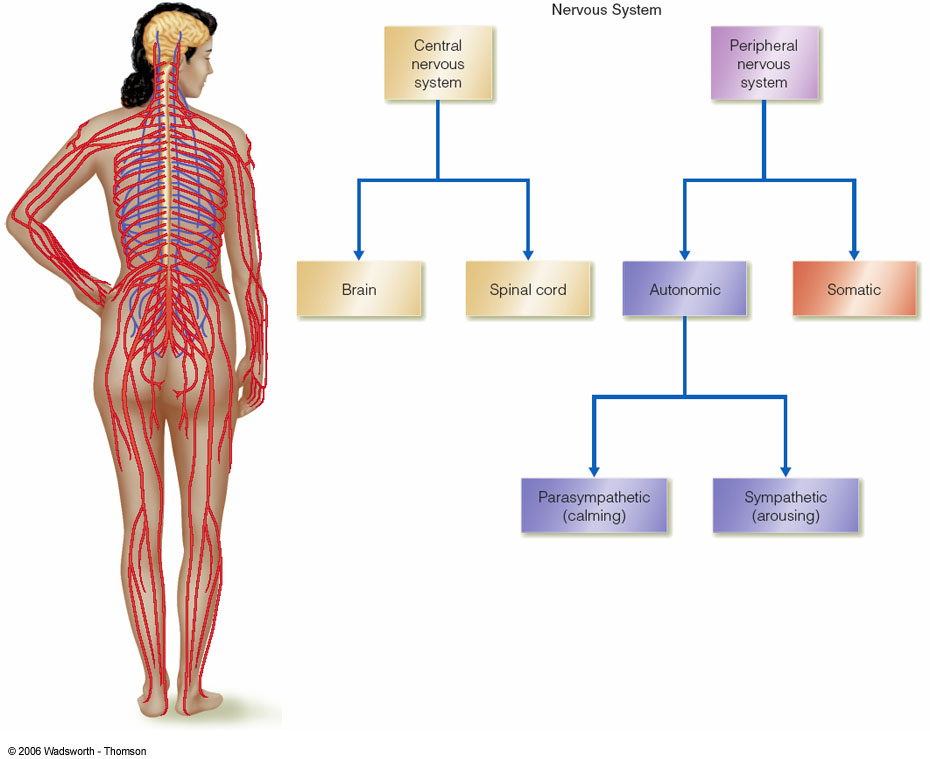 Nervous System
Central
nervous
system
Peripheral
nervous
system
Brain
Spinal cord
Autonomic
Somatic
Parasympathetic
(calming)
Sympathetic
(arousing)
© 2006 Wadsworth - Thomson